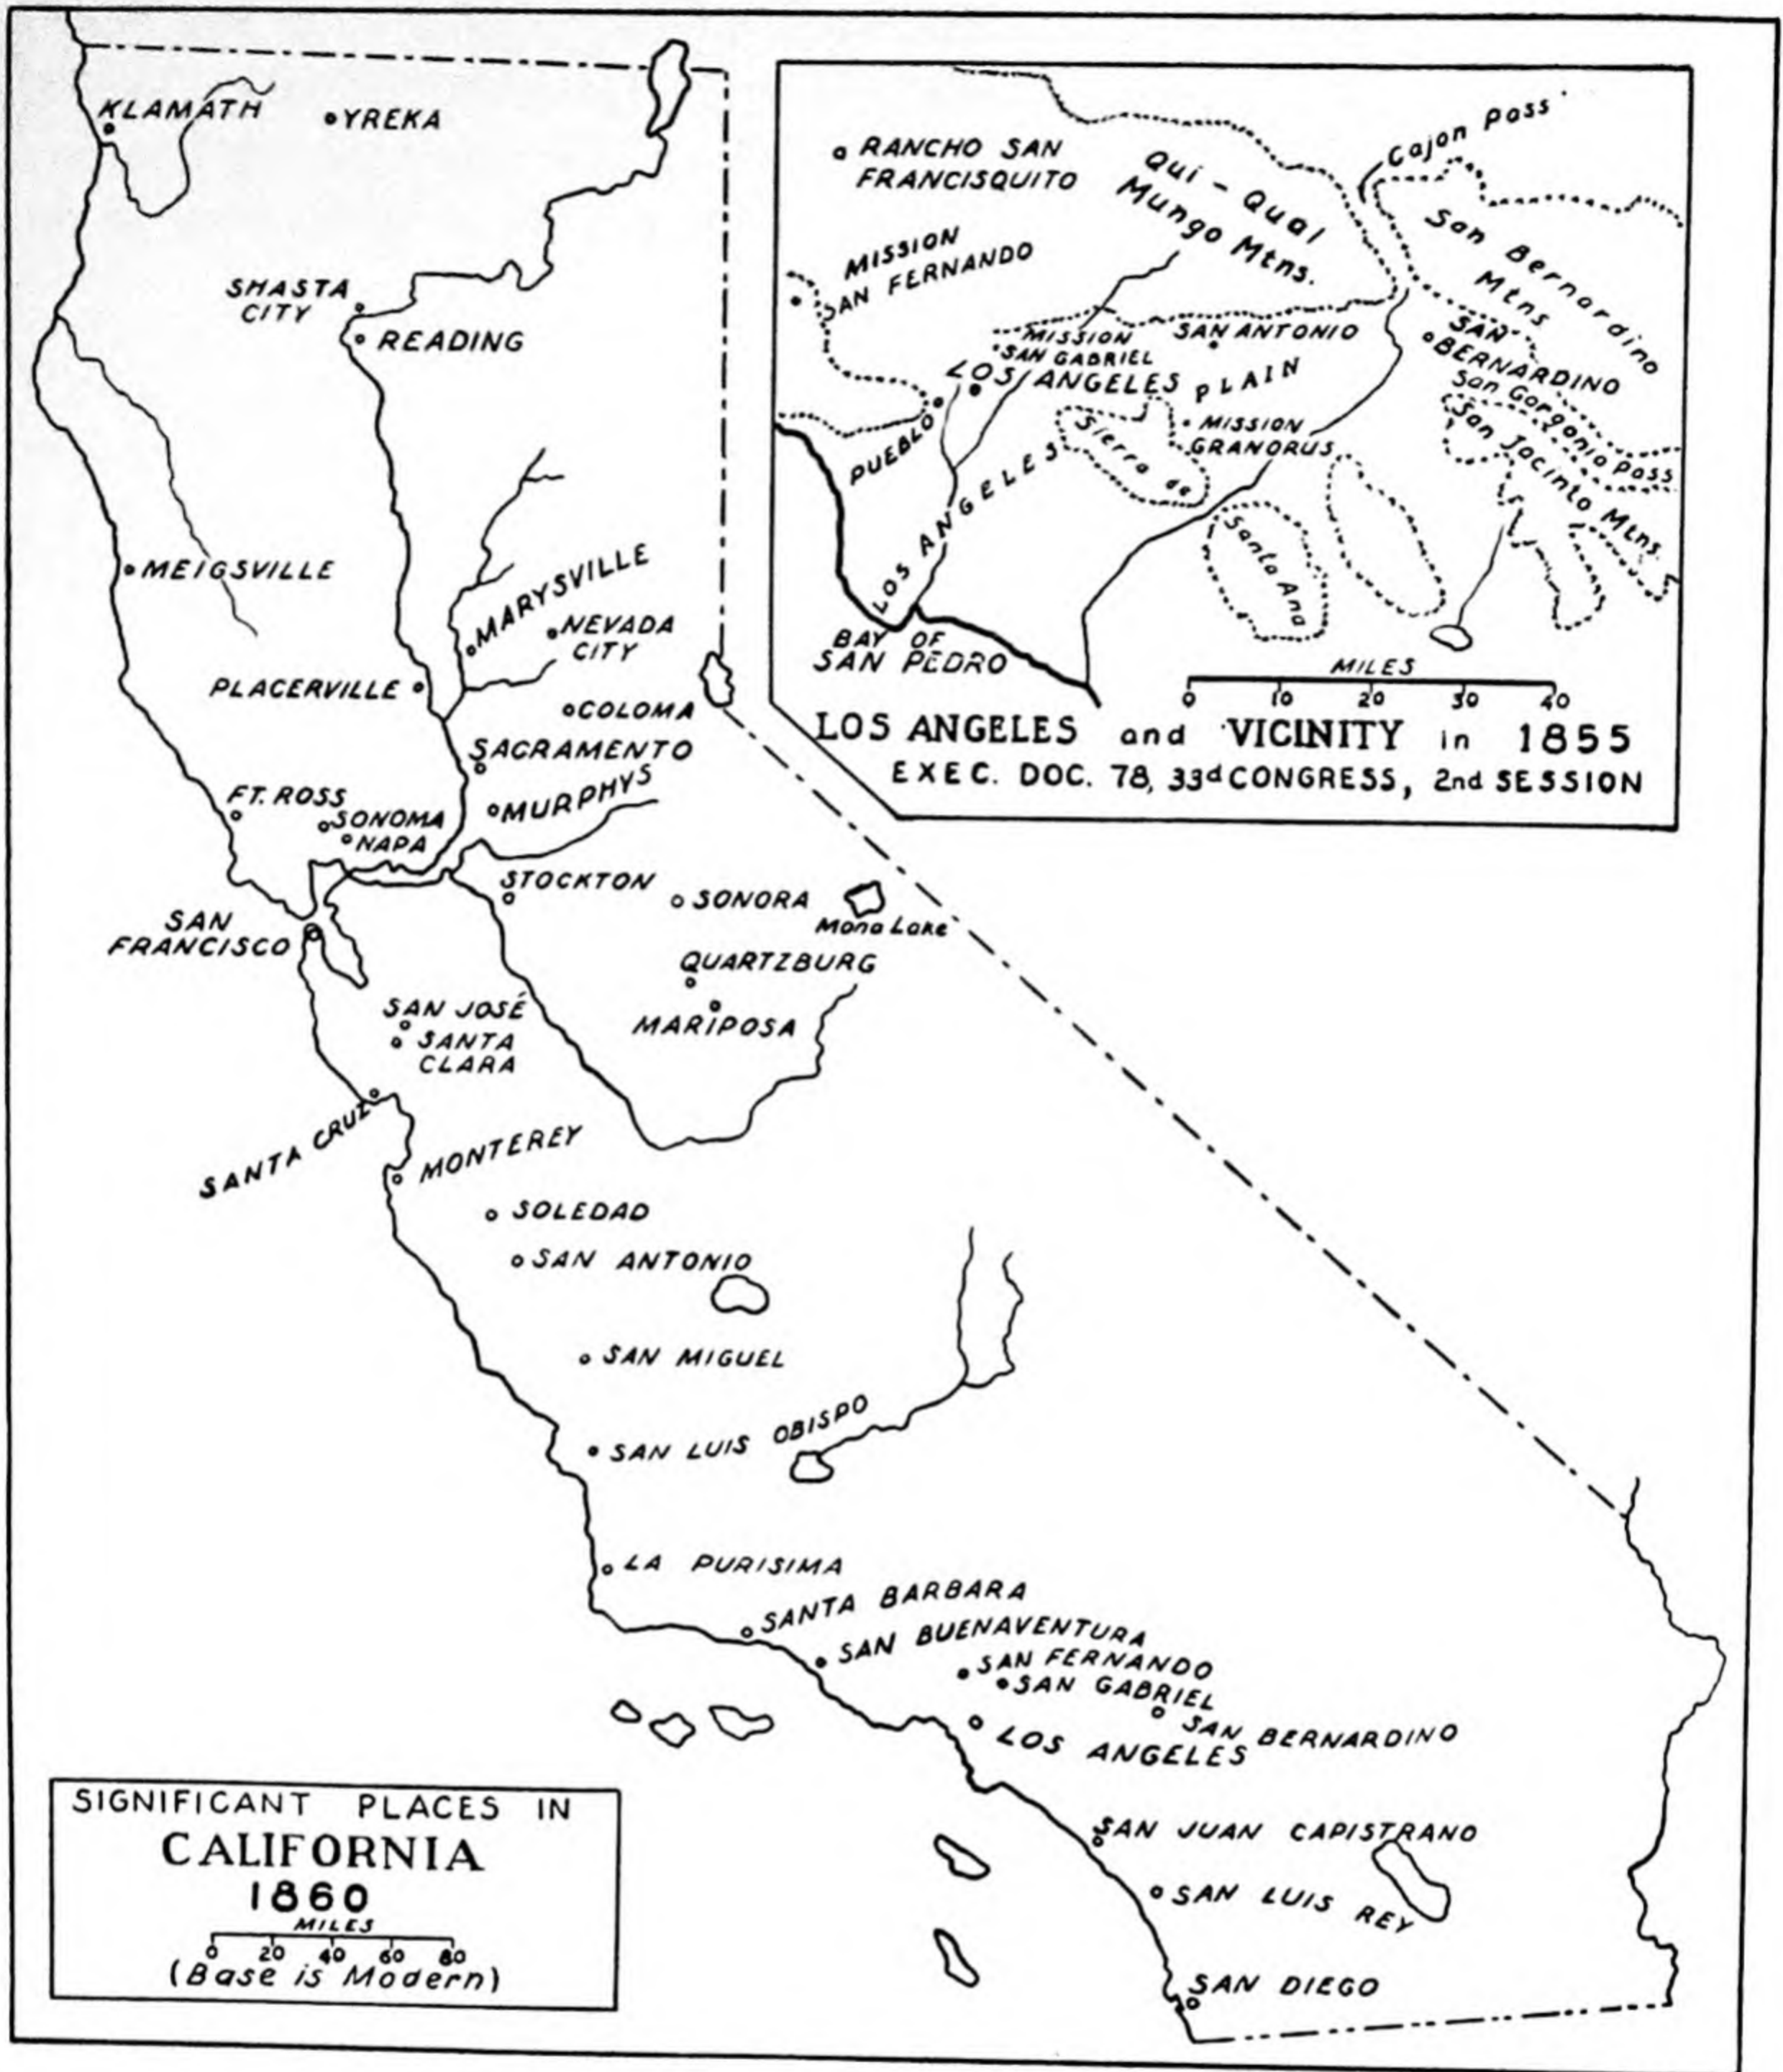 KLAMATH
YREKA
SHASTA
CITY
READING
MEIGSVILLE
MARYSVILLE
NEVADA
CITY
PLACERVILLE
COLOMA
SACRAMENTO
MURPHYS
FT. ROSS
SONOMA
NAPA
STOCKTON
SONORA
Mono Lake
SAN
FRANCISCO
QUARTZBURG
MARIPOSA
SAN JOSÉ
SANTA
CLARA
SANTA CRUZ
MONTEREY
SOLEDAD
SAN ANTONIO
SAN MIGUEL
SAN LUIS OBISPO
LA PURISIMA
SANTA BARBARA
SAN BUENAVENTURA
SAN FERNANDO
SAN GABRIEL
SAN BERNARDINO
LOS ANGELES
SAN JUAN CAPISTRANO
SAN LUIS REY
SAN DIEGO
RANCHO SAN
FRANCISQUITO
Qui - Qual
Mungo Mtns.
Cajon Pass
San Bernardino
Mtns
MISSION
SAN FERNANDO
MISSION
SAN GABRIEL
SAN ANTONIO
SAN
BERNARDINO
LOS ANGELES
PLAIN
PUEBLO
San Gorgonio Pass
San Jacinto Mtns.
MISSION
GRANORUS
Sierra de
Santa Ana
LOS ANGELES
BAY OF
SAN PEDRO
MILES
0 10 20 30 40
LOS ANGELES and VICINITY in 1855
EXEC. DOC. 78, 33d CONGRESS, 2nd SESSION
SIGNIFICANT PLACES IN
CALIFORNIA
1860
MILES
0 20 40 60 80
(Base is Modern)